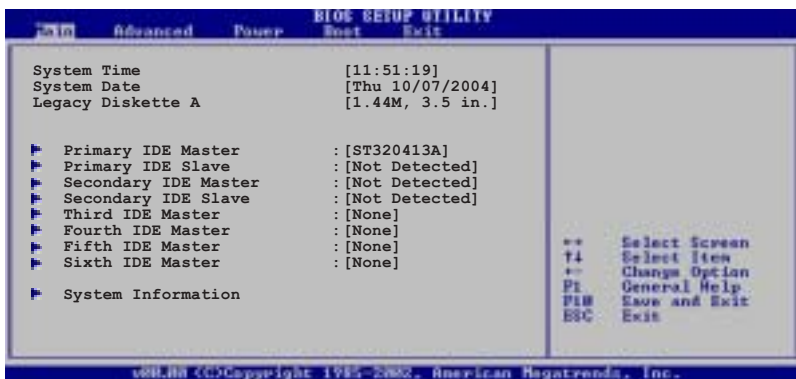 BIOS SETUP UTILITY
Main Advanced Power Boot Exit
System Time [11:51:19]
System Date [Thu 10/07/2004]
Legacy Diskette A [1.44M, 3.5 in.]
Primary IDE Master :[ST320413A]
Primary IDE Slave :[Not Detected]
Secondary IDE Master :[Not Detected]
Secondary IDE Slave :[Not Detected]
Third IDE Master :[None]
Fourth IDE Master :[None]
Fifth IDE Master :[None]
Sixth IDE Master :[None]
System Information
Select Screen
↑↓ Select Item
+- Change Option
F1 General Help
F10 Save and Exit
ESC Exit
(C)Copyright 1985-2002, American Megatrends, Inc.